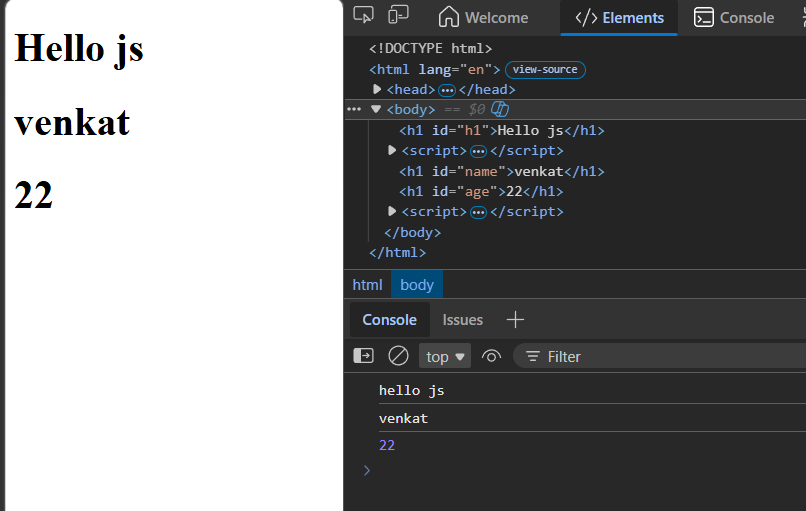 Hello js
venkat
22
Welcome
Elements
Console
<!DOCTYPE html>
<html lang="en"> view-source
<head>…</head>
… <body> == $0
<h1 id="h1">Hello js</h1>
<script>…</script>
<h1 id="name">venkat</h1>
<h1 id="age">22</h1>
<script>…</script>
</body>
</html>
html body
Console Issues
top Filter
hello js
venkat
22